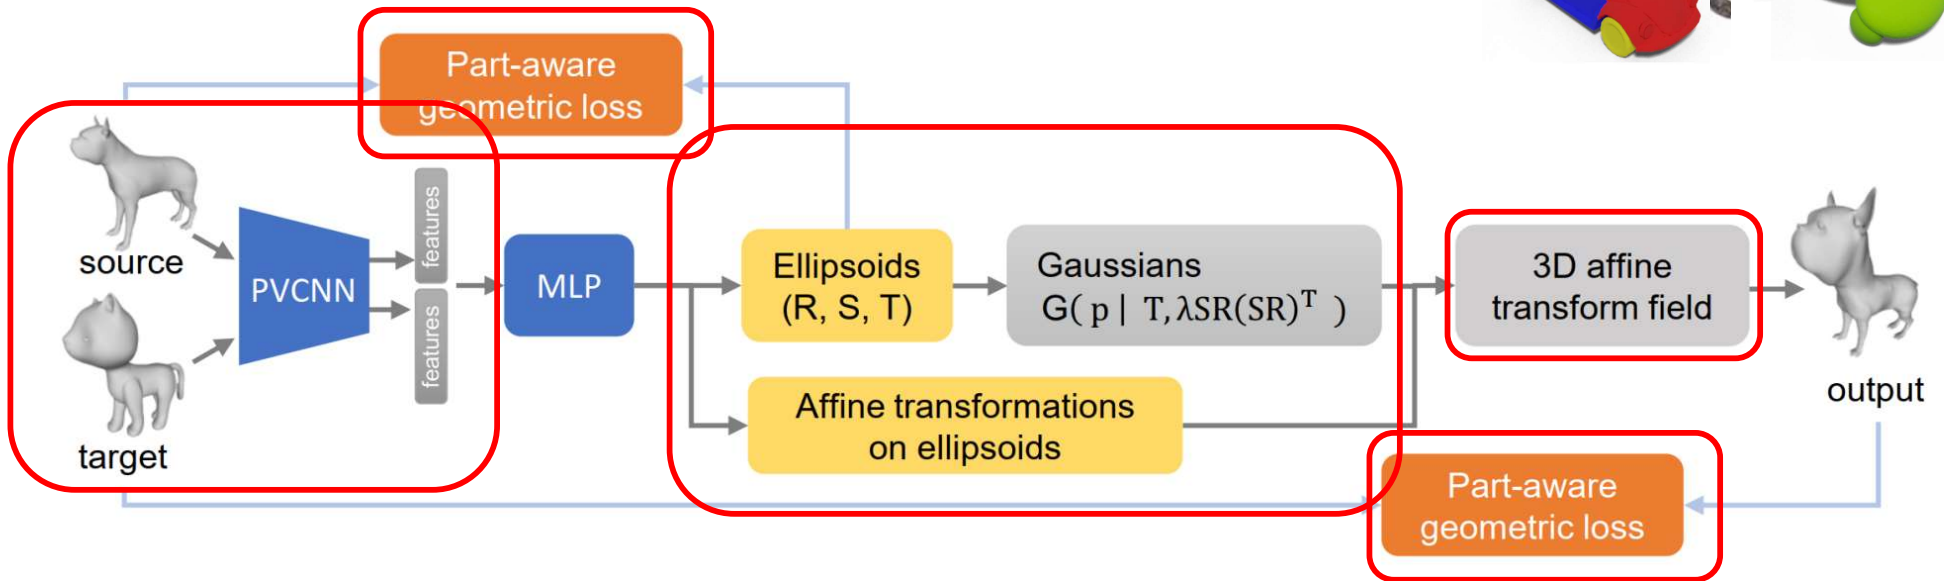 Part-aware
geometric loss
source
target
PVCNN
features
features
MLP
Ellipsoids
(R, S, T)
Gaussians
G( p | T, λSR(SR)ᵀ )
Affine transformations
on ellipsoids
3D affine
transform field
output
Part-aware
geometric loss